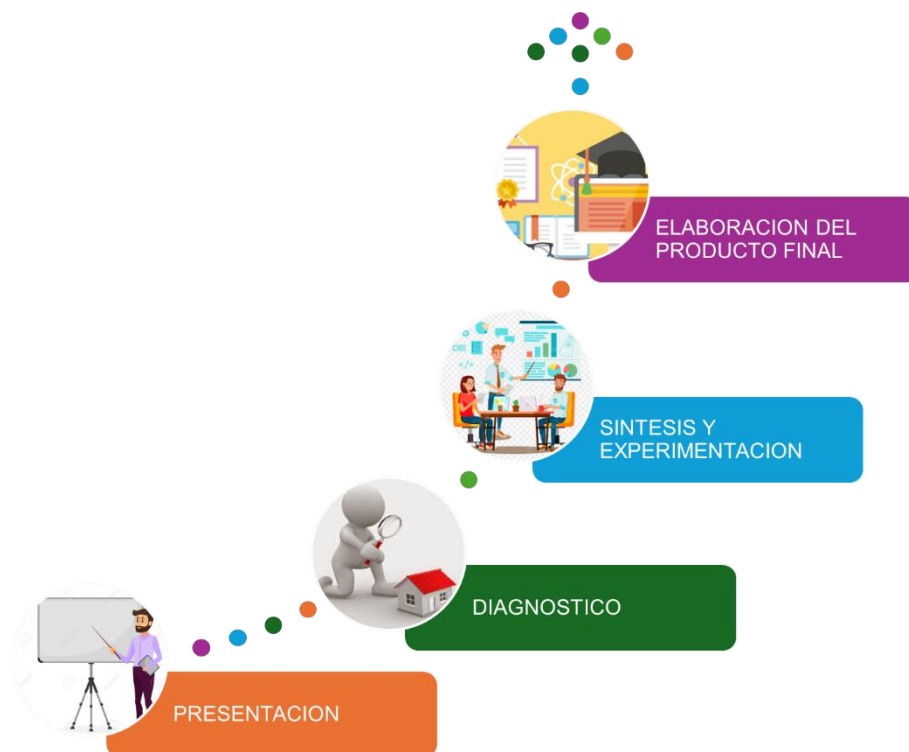 ELABORACION DEL
PRODUCTO FINAL
SINTESIS Y
EXPERIMENTACION
DIAGNOSTICO
PRESENTACION